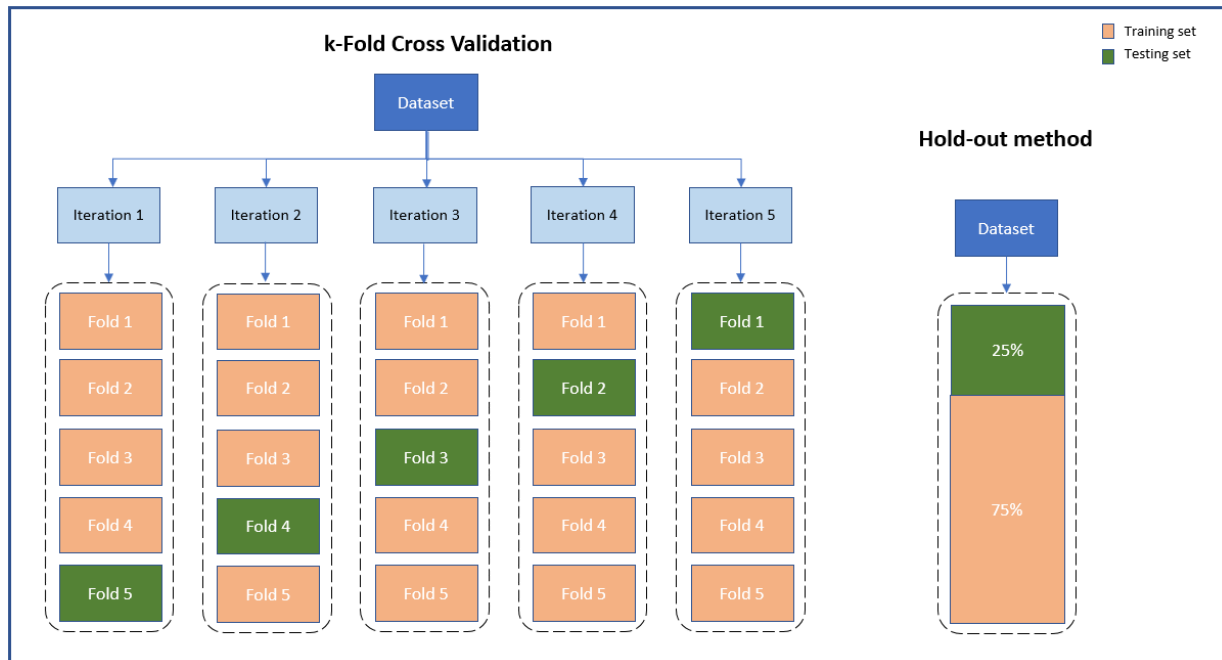 k-Fold Cross Validation
Training set
Testing set
Dataset
Hold-out method
Iteration 1
Iteration 2
Iteration 3
Iteration 4
Iteration 5
Dataset
Fold 1
Fold 1
Fold 1
Fold 1
Fold 1
25%
Fold 2
Fold 2
Fold 2
Fold 2
Fold 2
Fold 3
Fold 3
Fold 3
Fold 3
Fold 3
Fold 4
Fold 4
Fold 4
Fold 4
Fold 4
75%
Fold 5
Fold 5
Fold 5
Fold 5
Fold 5